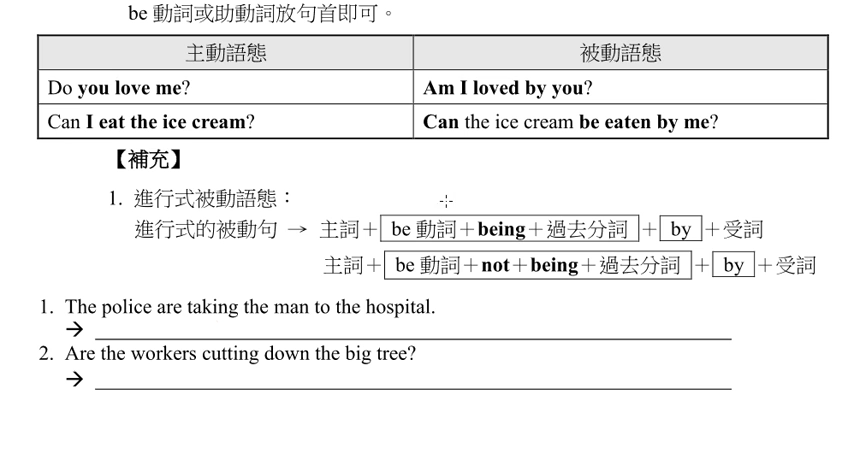 be 動詞或助動詞放句首即可。
主動語態 被動語態
Do you love me? Am I loved by you?
Can I eat the ice cream? Can the ice cream be eaten by me?
【補充】
1. 進行式被動語態：
進行式的被動句 → 主詞＋be 動詞＋being＋過去分詞＋by＋受詞
主詞＋be 動詞＋not＋being＋過去分詞＋by＋受詞
1. The police are taking the man to the hospital.
→
2. Are the workers cutting down the big tree?
→